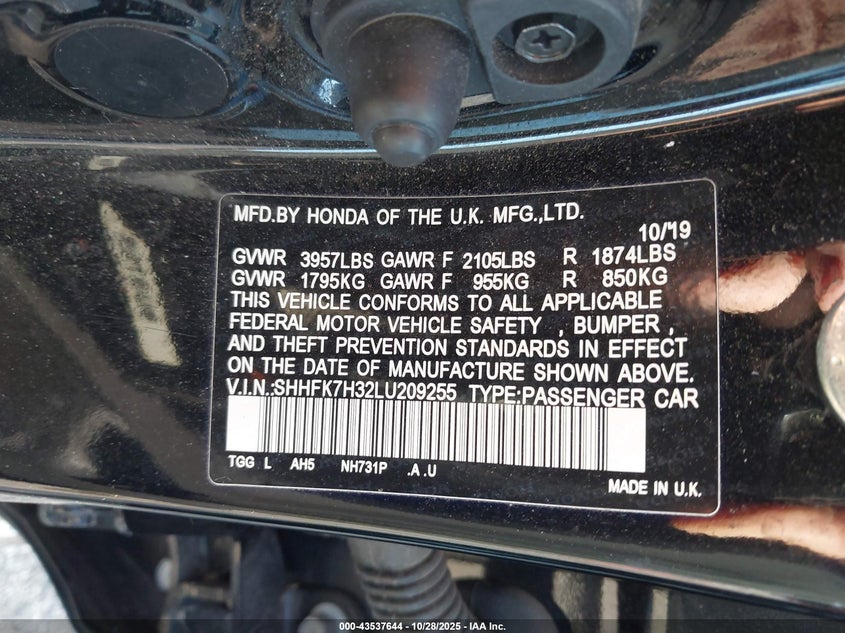 MFD.BY HONDA OF THE U.K. MFG.,LTD.
10/'19
GVWR 3957LBS GAWR F 2105LBS R 1874LBS
GVWR 1795KG GAWR F 955KG R 850KG
THIS VEHICLE CONFORMS TO ALL APPLICABLE
FEDERAL MOTOR VEHICLE SAFETY , BUMPER ,
AND THEFT PREVENTION STANDARDS IN EFFECT
ON THE DATE OF MANUFACTURE SHOWN ABOVE.
V.I.N.:SHHFK7H32LU209255 TYPE:PASSENGER CAR
TGG L AH5 NH731P .A .U
MADE IN U.K.
000-43537644 | 10/28/2025 - IAA Inc.